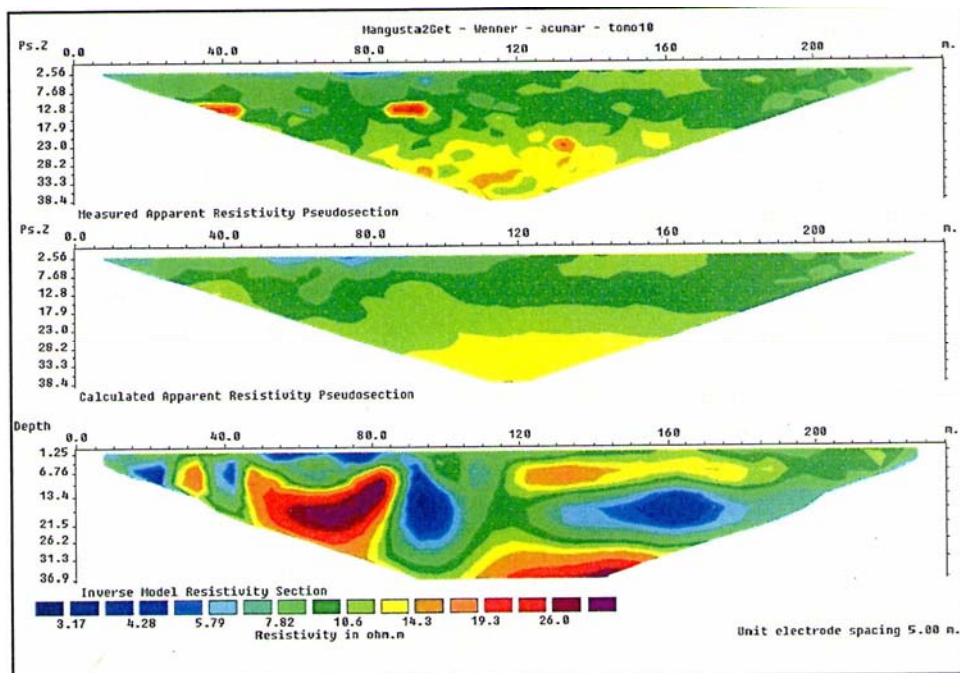 Mangusta2Get - Wenner - acumar - tomo10
Ps.Z 0.0 40.0 80.0 120 160 200 m.
2.56
7.68
12.8
17.9
23.0
28.2
33.3
38.4
Measured Apparent Resistivity Pseudosection
Ps.Z 0.0 40.0 80.0 120 160 200 m.
2.56
7.68
12.8
17.9
23.0
28.2
33.3
38.4
Calculated Apparent Resistivity Pseudosection
Depth 0.0 40.0 80.0 120 160 200 m.
1.25
6.76
13.4
21.5
26.2
31.3
36.9
Inverse Model Resistivity Section
3.17 4.28 5.79 7.82 10.6 14.3 19.3 26.0
Resistivity in ohm.m
Unit electrode spacing 5.00 m.